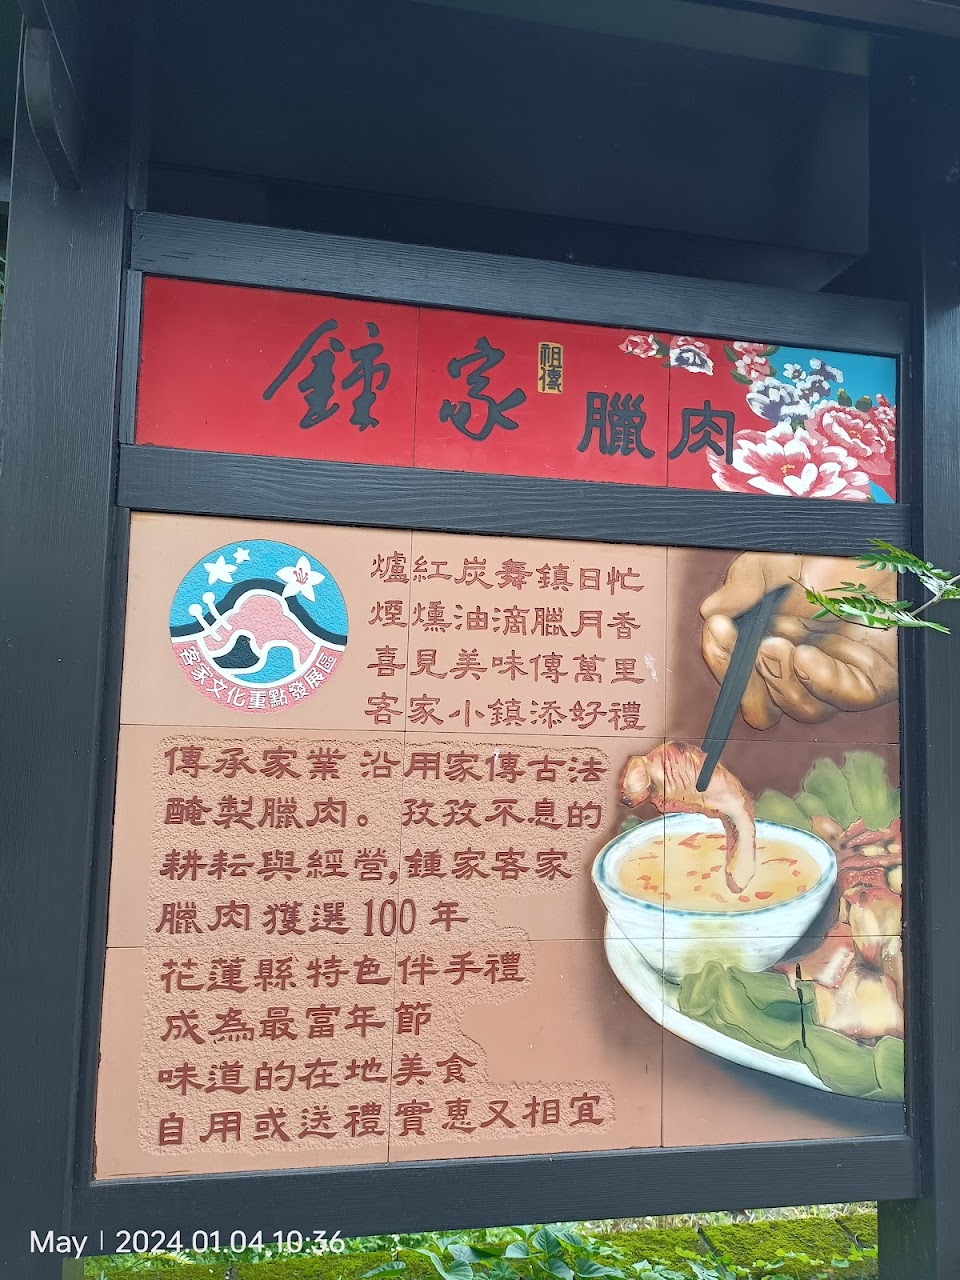 鍾家
祖傳
臘肉
爐紅炭舞鎮日忙
煙燻油滴臘月香
喜見美味傳萬里
客家小鎮添好禮
客家文化重點發展區
傳承家業 沿用家傳古法
醃製臘肉。孜孜不息的
耕耘與經營,鍾家客家
臘肉獲選100年
花蓮縣特色伴手禮
成為最富年節
味道的在地美食
自用或送禮實惠又相宜
May | 2024.01.04 10:36